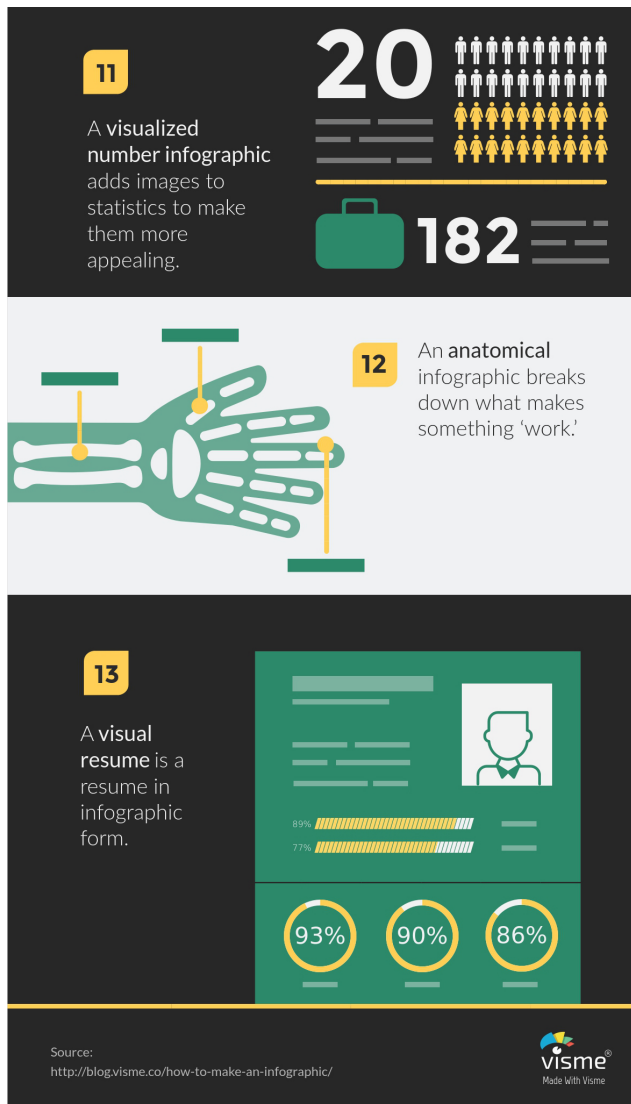 11
A visualized
number infographic
adds images to
statistics to make
them more
appealing.
20
182
12
An anatomical
infographic breaks
down what makes
something ‘work.’
13
A visual
resume is a
resume in
infographic
form.
89%
77%
93% 90% 86%
Source:
http://blog.visme.co/how-to-make-an-infographic/
visme®
Made With Visme